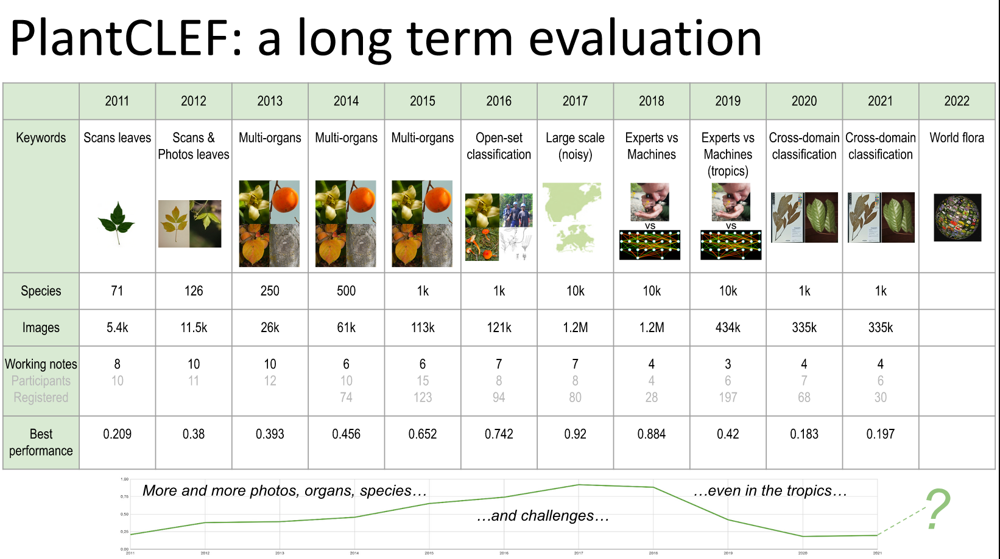 PlantCLEF: a long term evaluation
2011 2012 2013 2014 2015 2016 2017 2018 2019 2020 2021 2022
Keywords
Scans leaves
Scans &
Photos leaves
Multi-organs
Multi-organs
Multi-organs
Open-set
classification
Large scale
(noisy)
Experts vs
Machines
Experts vs
Machines
(tropics)
Cross-domain
classification
Cross-domain
classification
World flora
vs
vs
Species 71 126 250 500 1k 1k 10k 10k 10k 1k 1k
Images 5.4k 11.5k 26k 61k 113k 121k 1.2M 1.2M 434k 335k 335k
Working notes 8 10 10 6 6 7 7 4 3 4 4
Participants 10 11 12 10 15 8 8 4 6 7 6
Registered 74 123 94 80 28 197 68 30
Best
performance
0.209 0.38 0.393 0.456 0.652 0.742 0.92 0.884 0.42 0.183 0.197
1,00
0,75
0,50
0,25
0,00
More and more photos, organs, species…
…and challenges…
…even in the tropics…
?
2011 2012 2013 2014 2015 2016 2017 2018 2019 2020 2021